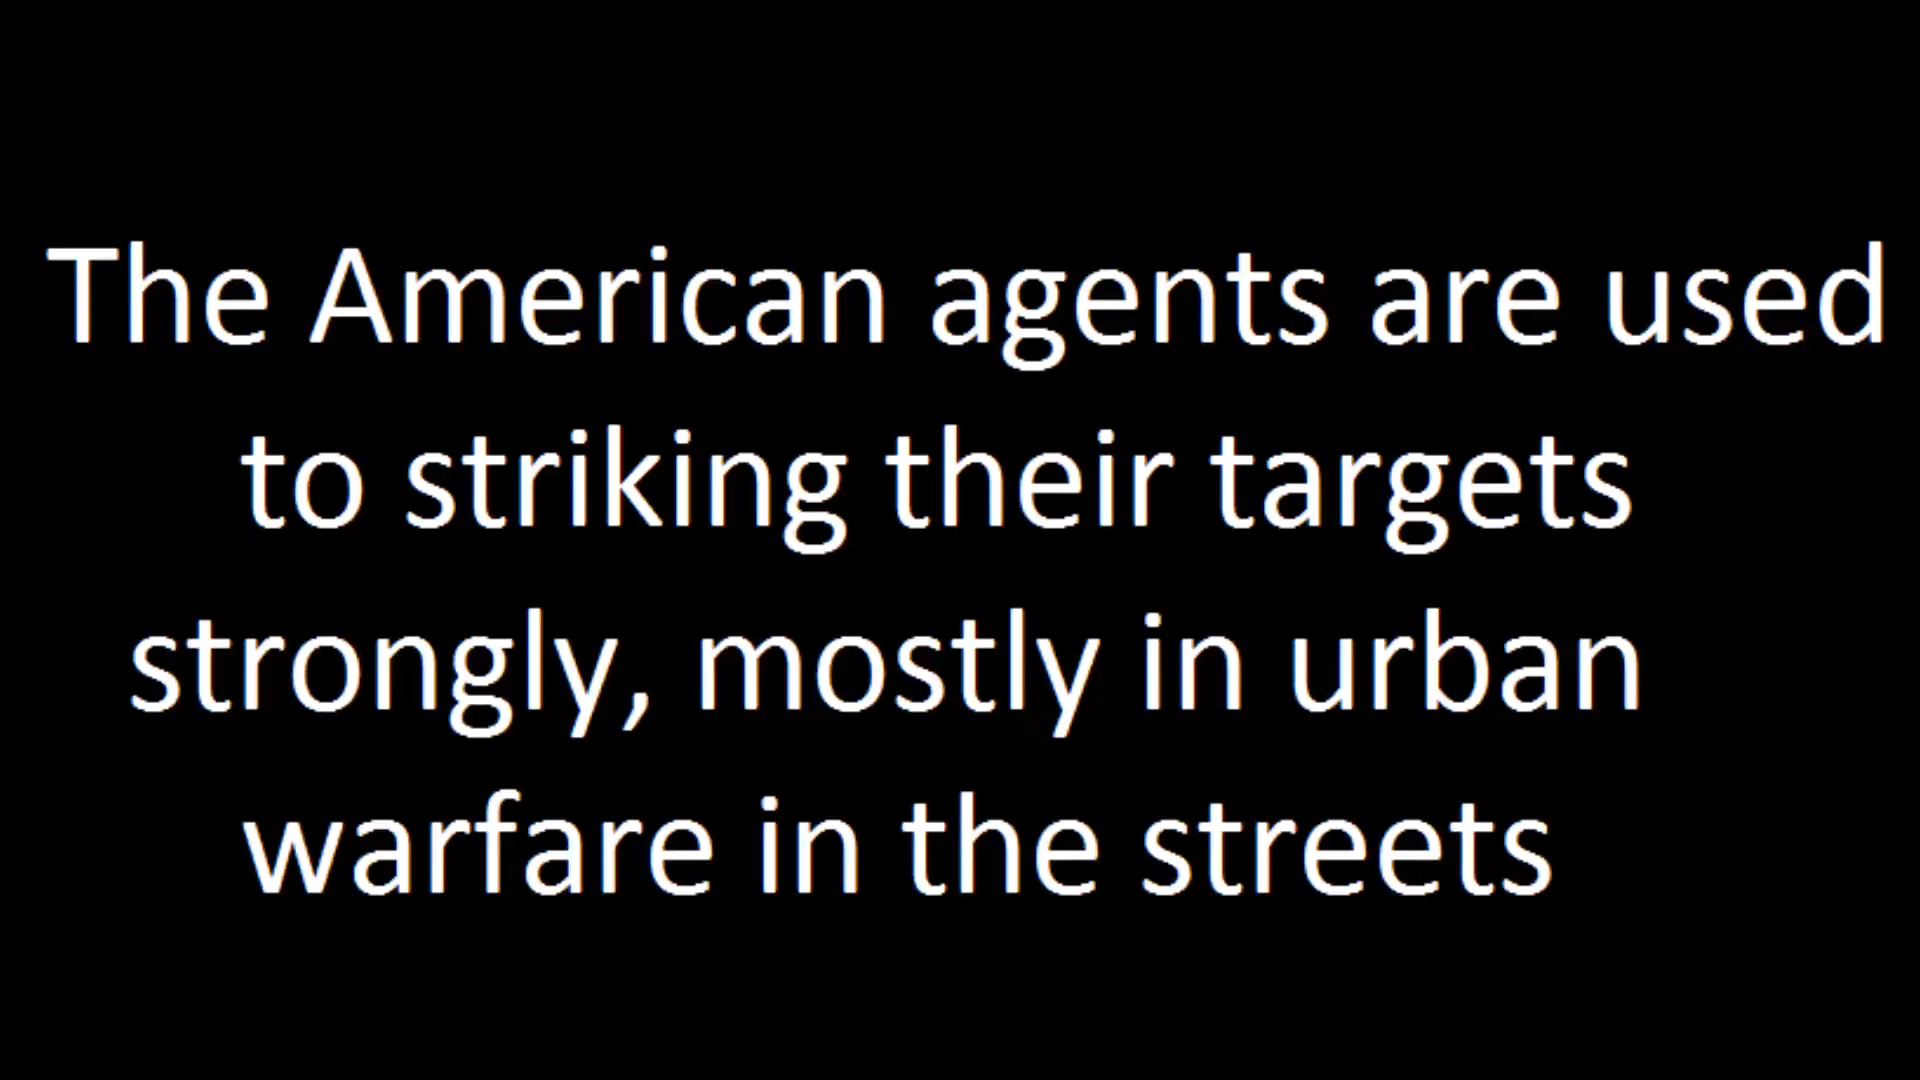 The American agents are used
to striking their targets
strongly, mostly in urban
warfare in the streets